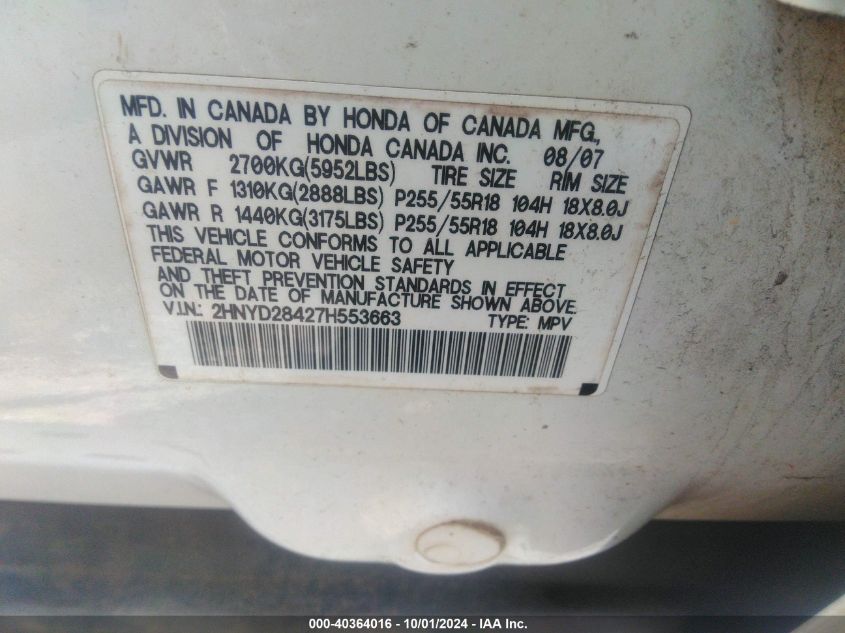 MFD. IN CANADA BY HONDA OF CANADA MFG.,
A DIVISION OF HONDA CANADA INC. 08/07
GVWR 2700KG(5952LBS) TIRE SIZE RIM SIZE
GAWR F 1310KG(2888LBS) P255/55R18 104H 18X8.0J
GAWR R 1440KG(3175LBS) P255/55R18 104H 18X8.0J
THIS VEHICLE CONFORMS TO ALL APPLICABLE
FEDERAL MOTOR VEHICLE SAFETY
AND THEFT PREVENTION STANDARDS IN EFFECT
ON THE DATE OF MANUFACTURE SHOWN ABOVE.
V.I.N.: 2HNYD28427H553663 TYPE: MPV
000-40364016 - 10/01/2024 - IAA Inc.